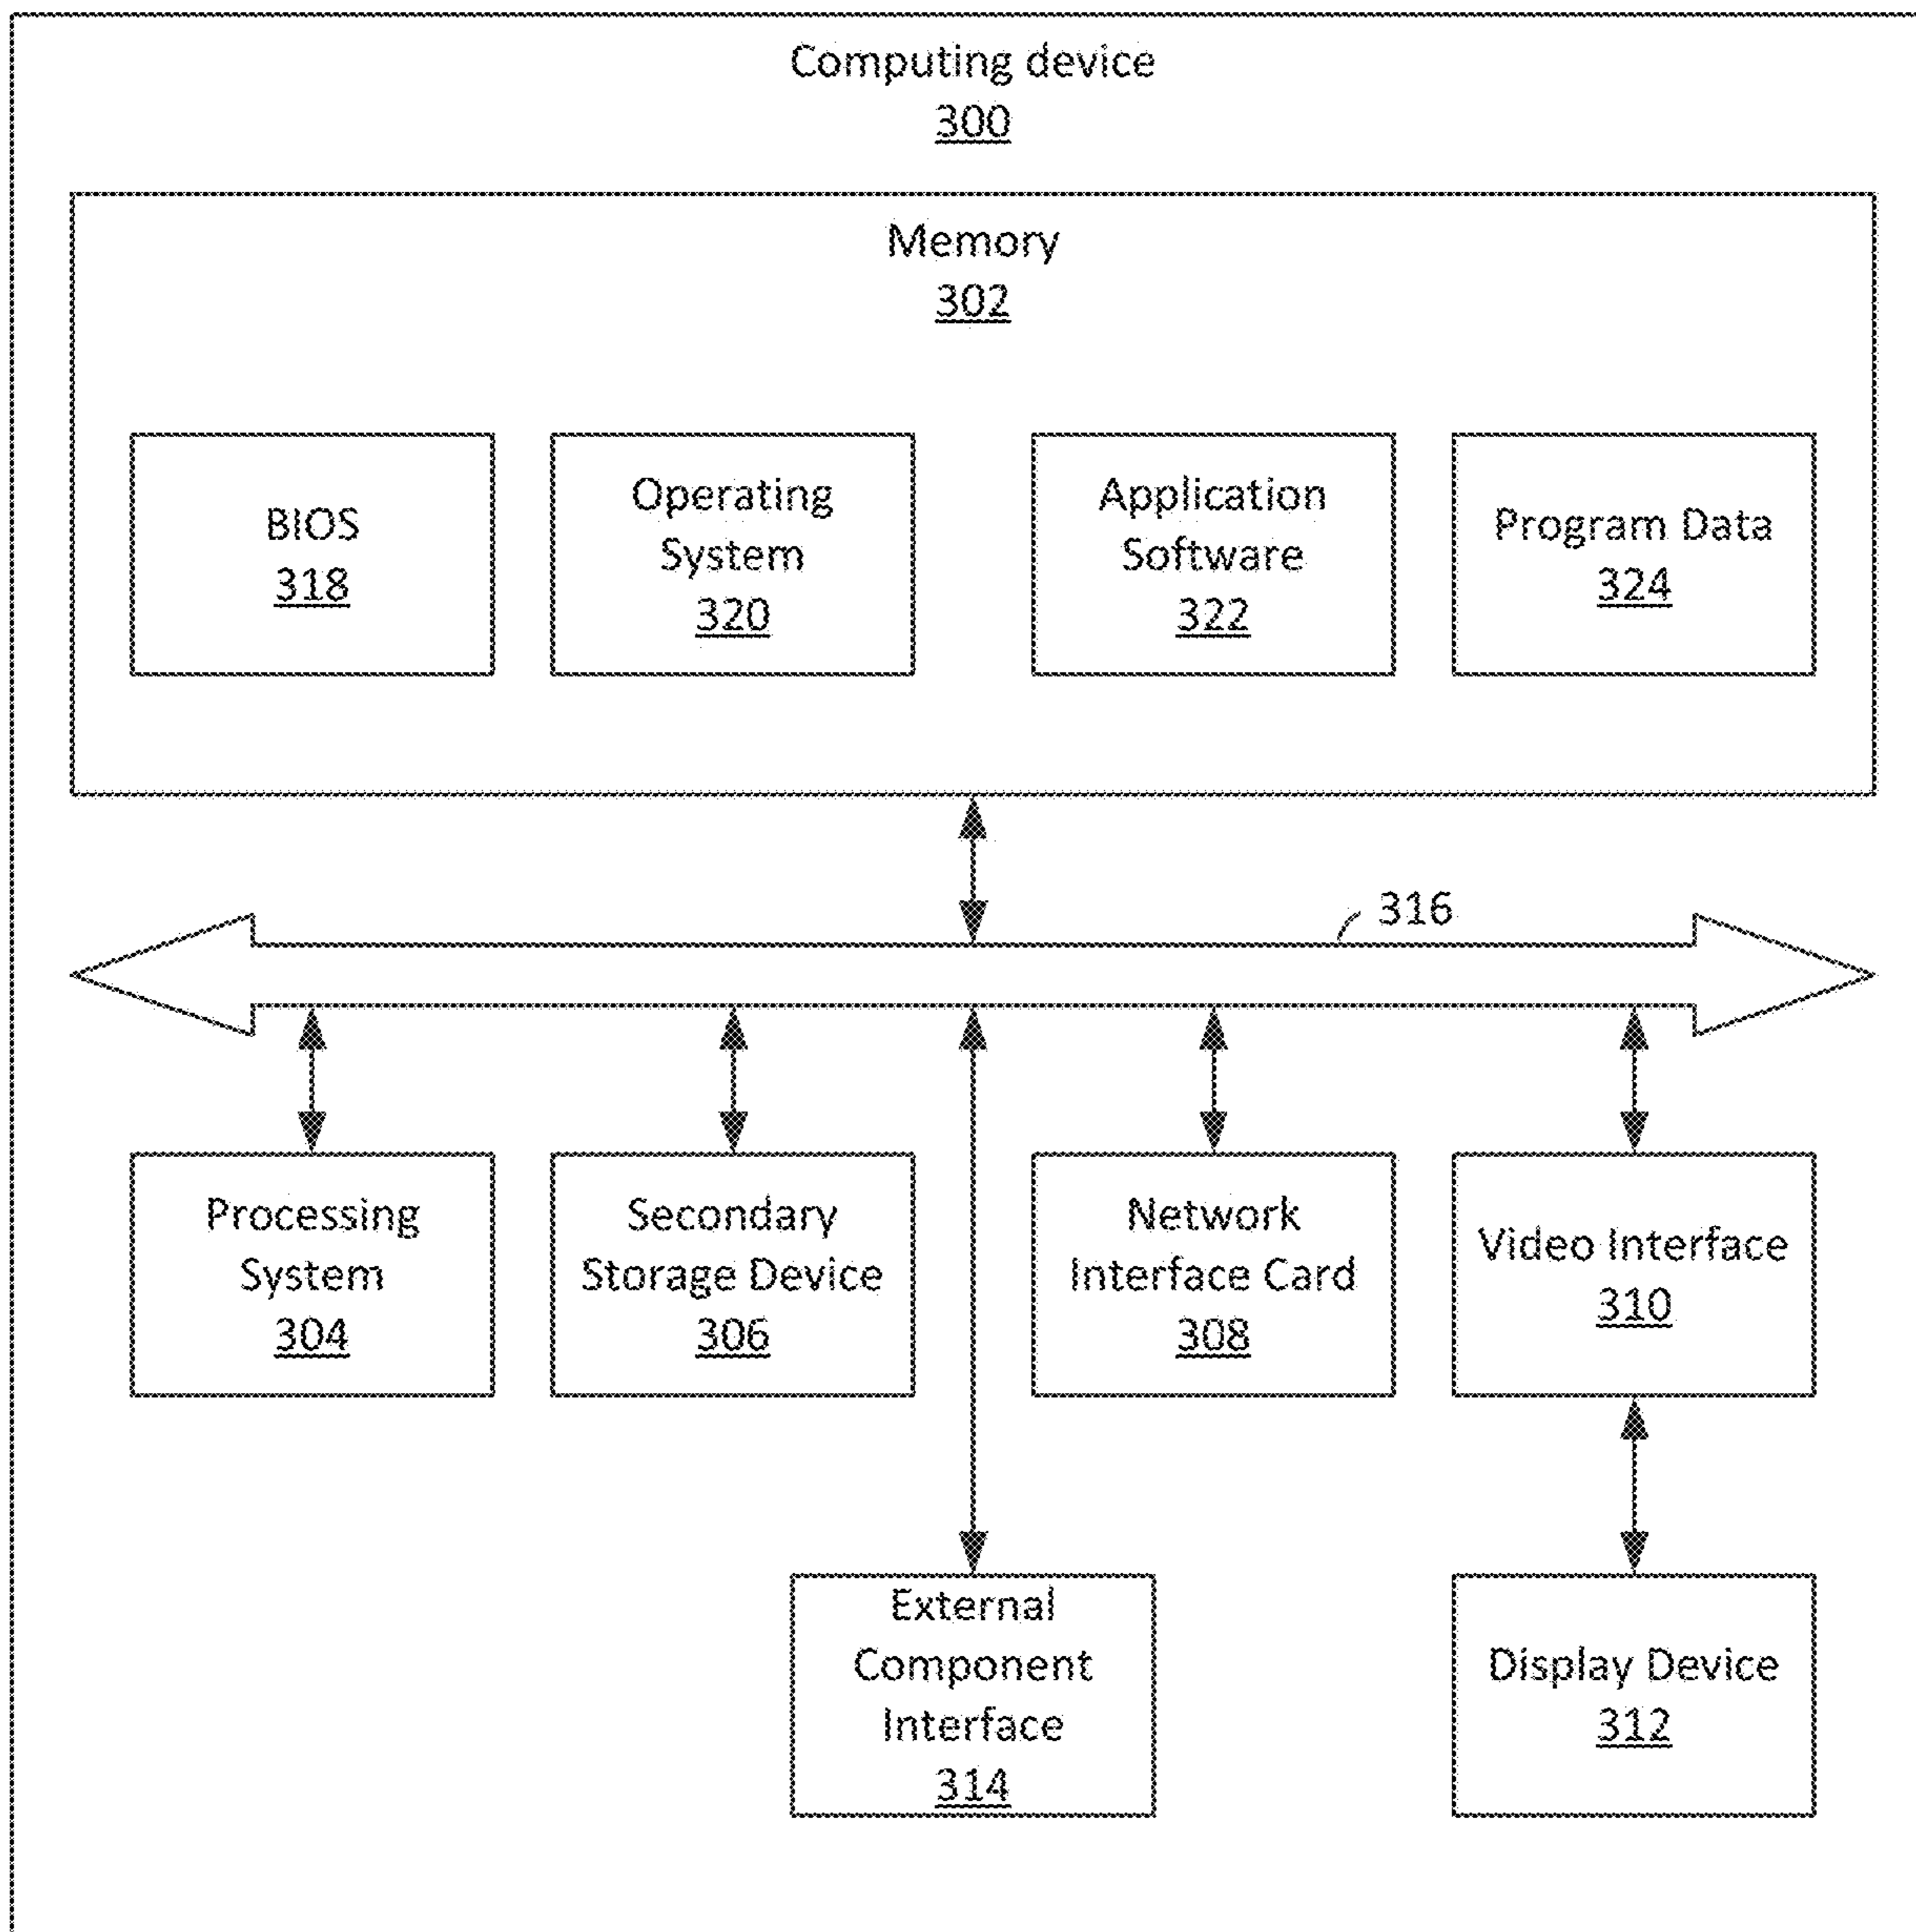 Computing device
300
Memory
302
BIOS
318
Operating
System
320
Application
Software
322
Program Data
324
316
Processing
System
304
Secondary
Storage Device
306
Network
Interface Card
308
Video Interface
310
External
Component
Interface
314
Display Device
312